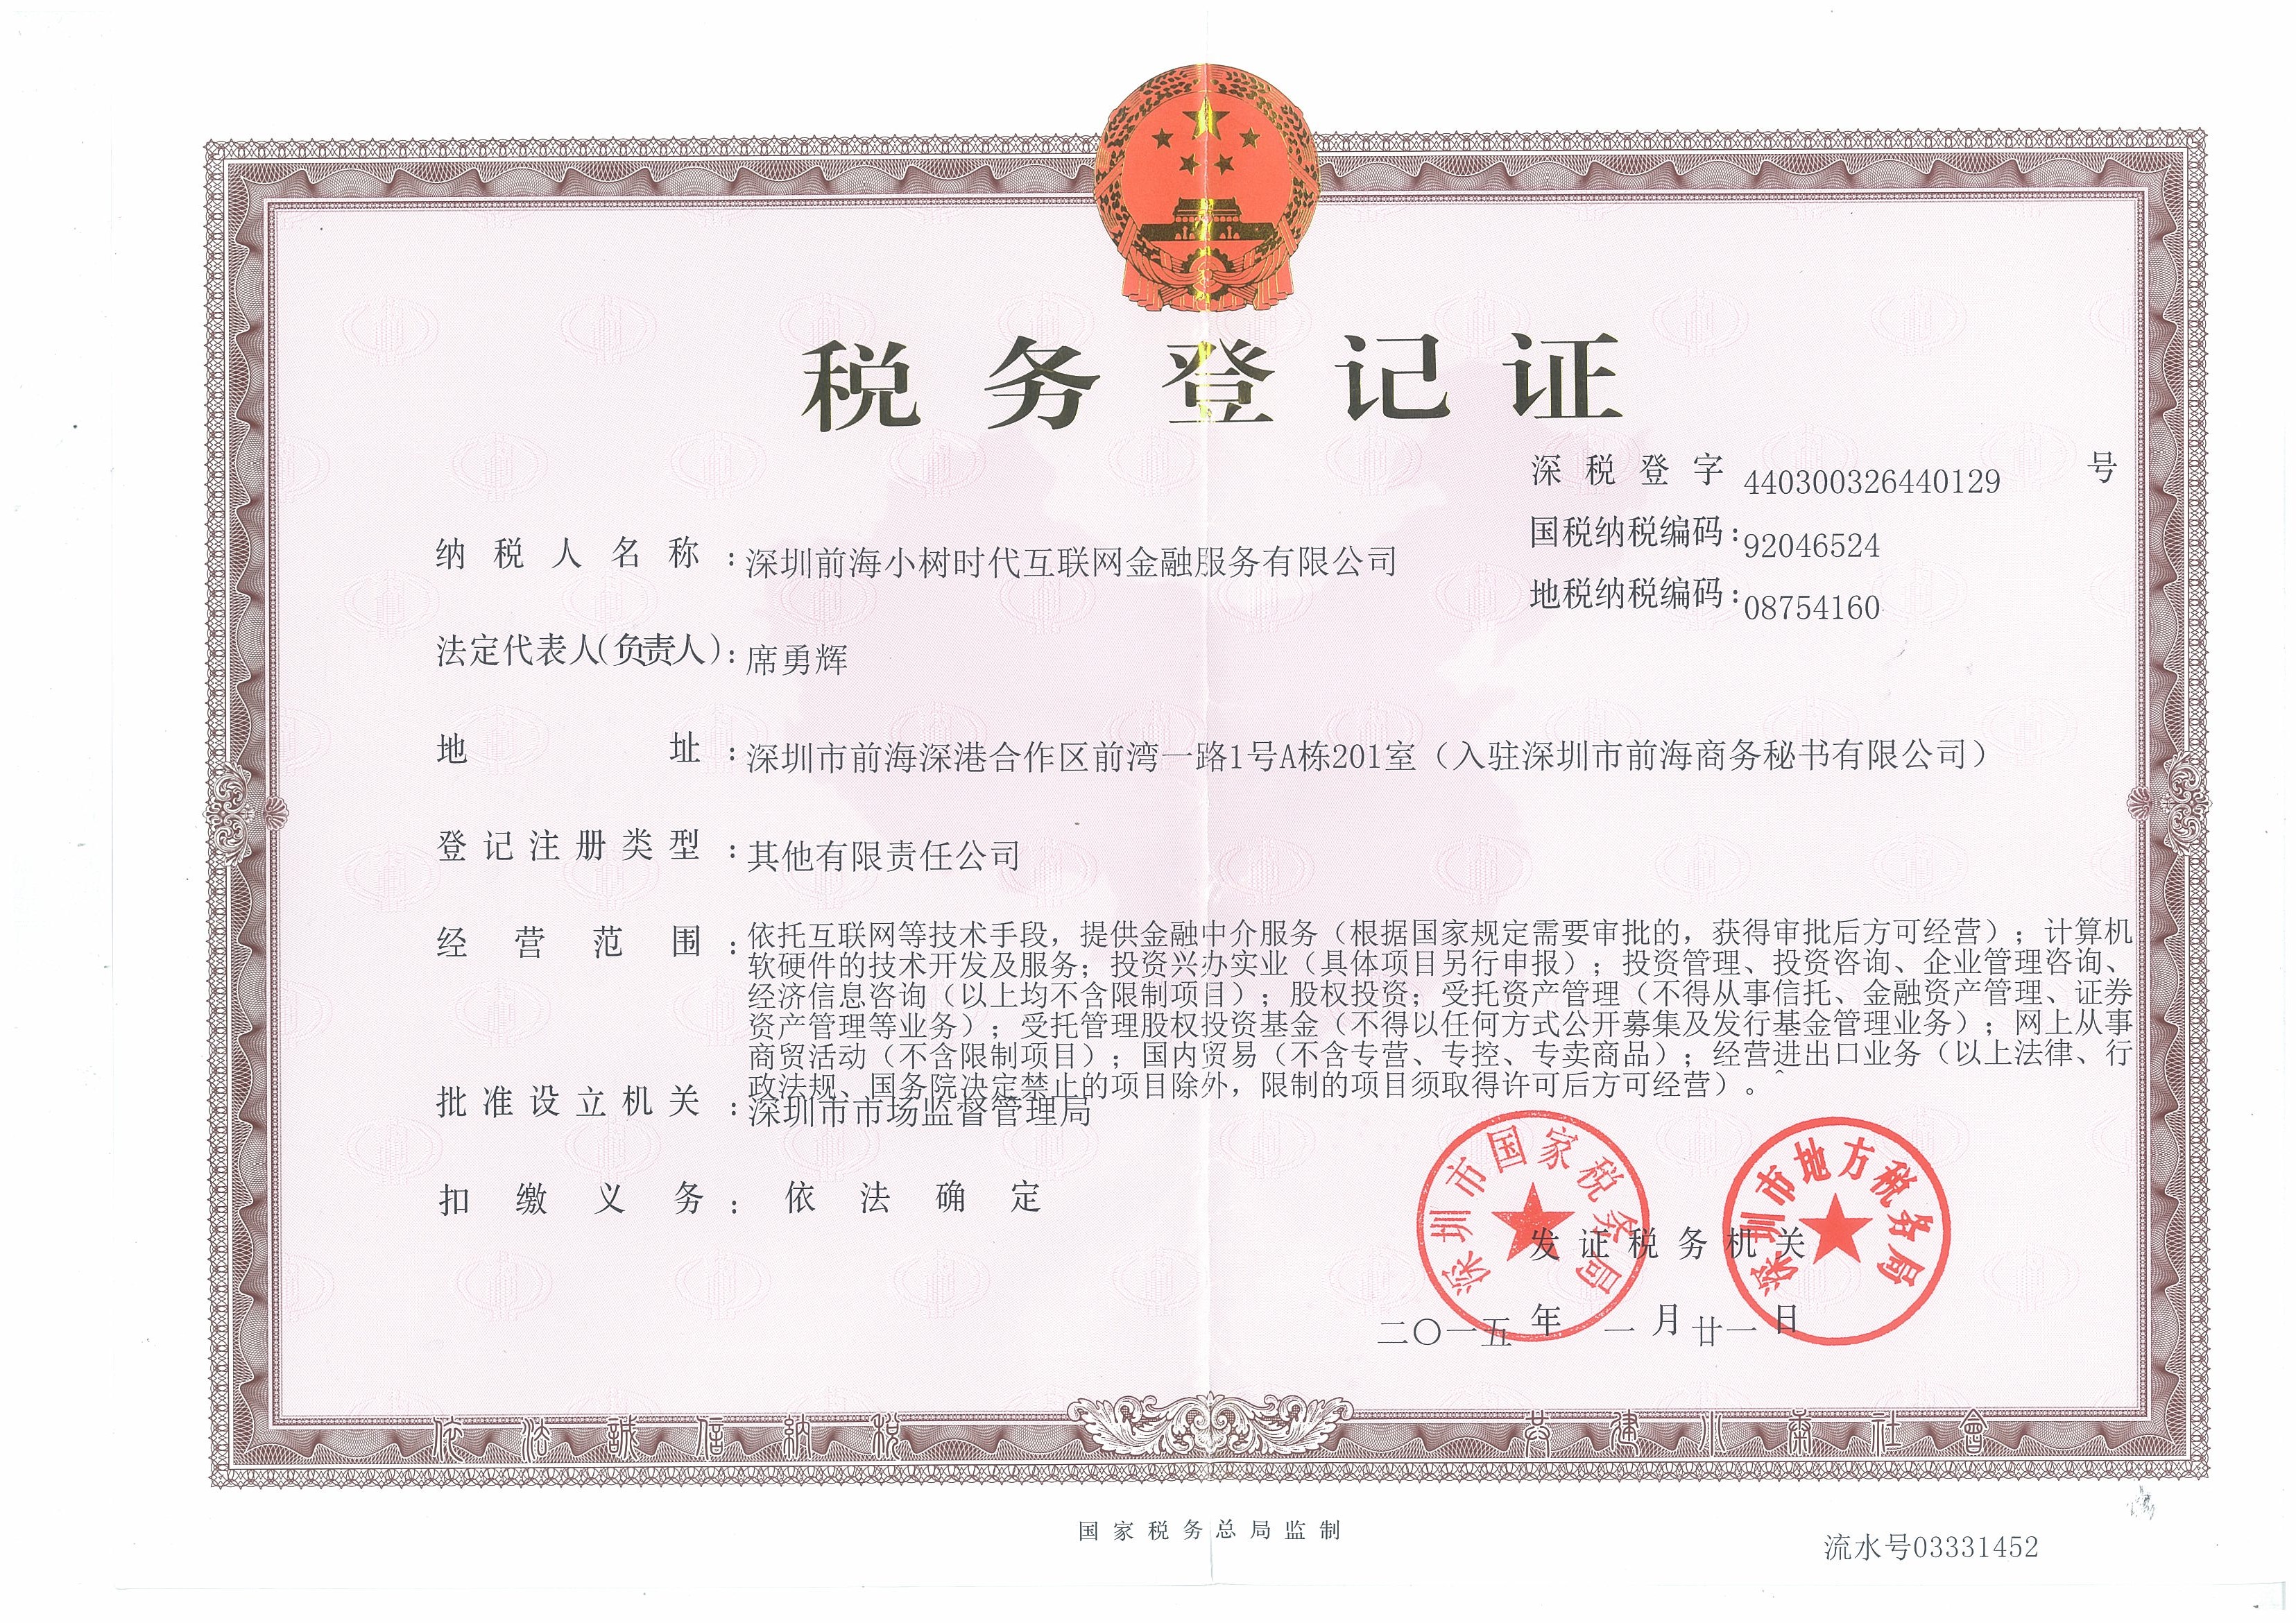 税务登记证
深税登字 440300326440129 号
国税纳税编码：92046524
地税纳税编码：08754160
纳税人名称：深圳前海小树时代互联网金融服务有限公司
法定代表人（负责人）：席勇辉
地址：深圳市前海深港合作区前湾一路1号A栋201室（入驻深圳市前海商务秘书有限公司）
登记注册类型：其他有限责任公司
经营范围：依托互联网等技术手段，提供金融中介服务（根据国家规定需要审批的，获得审批后方可经营）；计算机
软硬件的技术开发及服务；投资兴办实业（具体项目另行申报）；投资管理、投资咨询、企业管理咨询、
经济信息咨询（以上均不含限制项目）；股权投资；受托资产管理（不得从事信托、金融资产管理、证券
资产管理等业务）；受托管理股权投资基金（不得以任何方式公开募集及发行基金管理业务）；网上从事
商贸活动（不含限制项目）；国内贸易（不含专营、专控、专卖商品）；经营进出口业务（以上法律、行
政法规、国务院决定禁止的项目除外，限制的项目须取得许可后方可经营）。
批准设立机关：深圳市市场监督管理局
扣缴义务：依法确定
深圳市国家税务局
深圳市地方税务局
发证税务机关
二〇一五年一月廿一日
依法誠信納税
共建小康社會
国家税务总局监制
流水号03331452